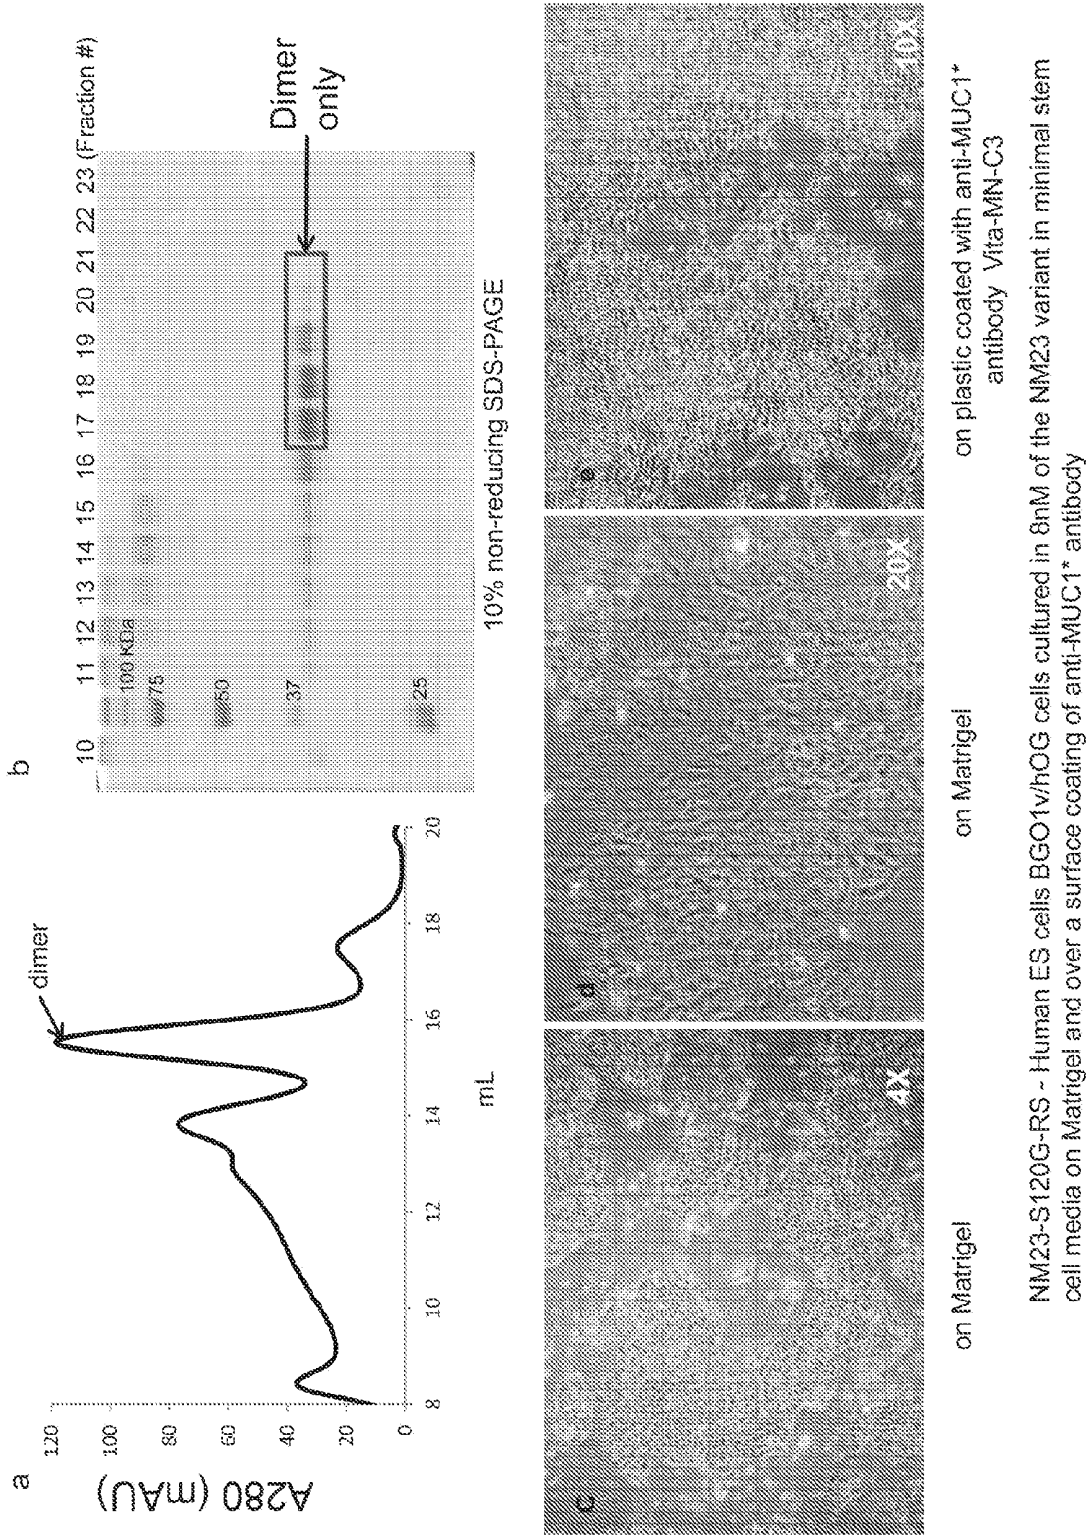 a
A280 (mAU)
120
100
80
60
40
20
0
8
10
12
14
16
18
20
mL
dimer
b
10 11 12 13 14 15 16 17 18 19 20 21 22 23 (Fraction #)
100 KDa
75
50
37
25
Dimer
only
10% non-reducing SDS-PAGE
c
4X
on Matrigel
d
20X
on Matrigel
e
10X
on plastic coated with anti-MUC1*
antibody Vita-MN-C3
NM23-S120G-RS - Human ES cells BGO1v/hOG cells cultured in 8nM of the NM23 variant in minimal stem
cell media on Matrigel and over a surface coating of anti-MUC1* antibody